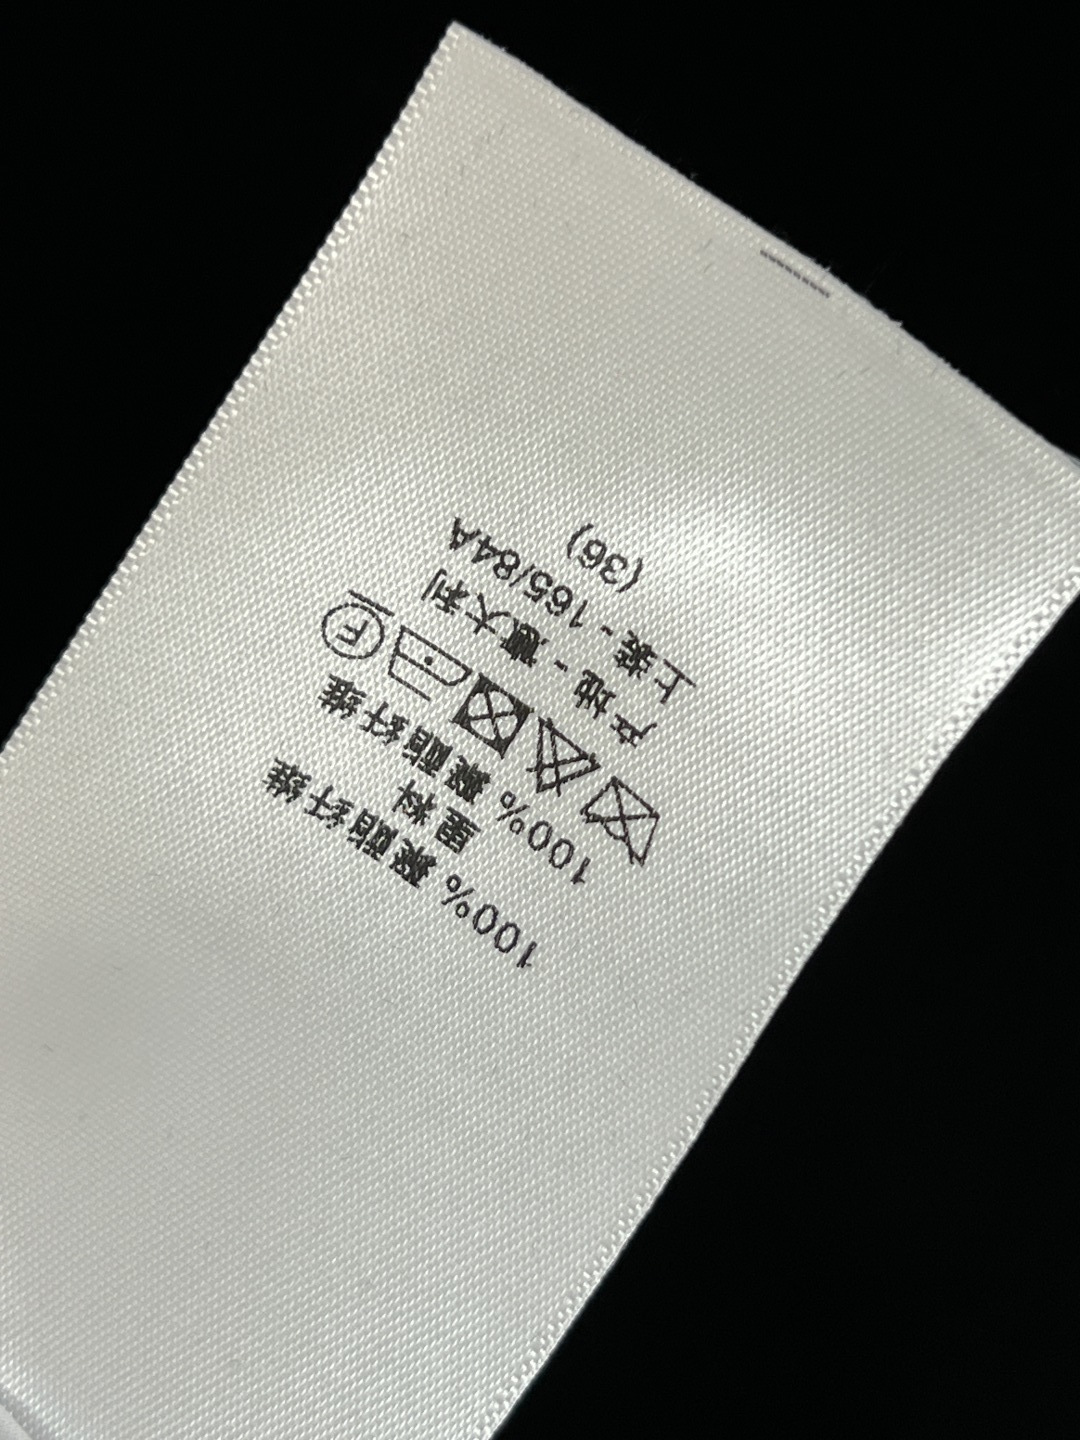 100% 聚酯纤维
里料
100% 聚酯纤维
F
产地 - 意大利
上装 - 165/84A
(36)